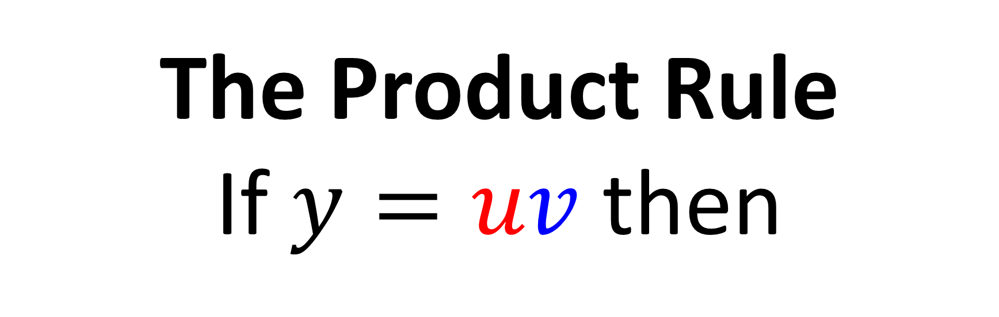 The Product Rule
If y = uv then